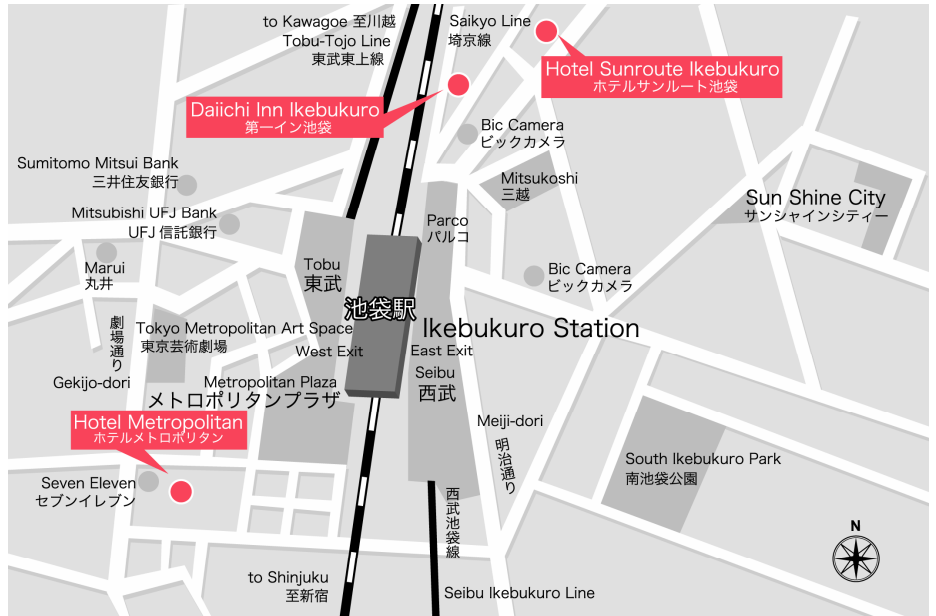 to Kawagoe 至川越
Tobu-Tojo Line
東武東上線
Saikyo Line
埼京線
Hotel Sunroute Ikebukuro
ホテルサンルート池袋
Daiichi Inn Ikebukuro
第一イン池袋
Bic Camera
ビックカメラ
Sumitomo Mitsui Bank
三井住友銀行
Mitsukoshi
三越
Sun Shine City
サンシャインシティー
Mitsubishi UFJ Bank
UFJ信託銀行
Parco
パルコ
Marui
丸井
Tobu
東武
Bic Camera
ビックカメラ
池袋駅
Ikebukuro Station
劇場通り
Gekijo-dori
Tokyo Metropolitan Art Space
東京芸術劇場
West Exit
East Exit
Seibu
西武
Metropolitan Plaza
メトロポリタンプラザ
Hotel Metropolitan
ホテルメトロポリタン
Meiji-dori
明治通り
South Ikebukuro Park
南池袋公園
Seven Eleven
セブンイレブン
西武池袋線
N
to Shinjuku
至新宿
Seibu Ikebukuro Line